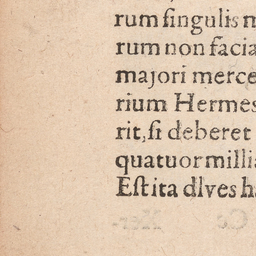 rum ſingulis m
rum non facia
majori merce
rium Hermes
rit, ſi deberet
quatuor millia
Eſt ita dlves h